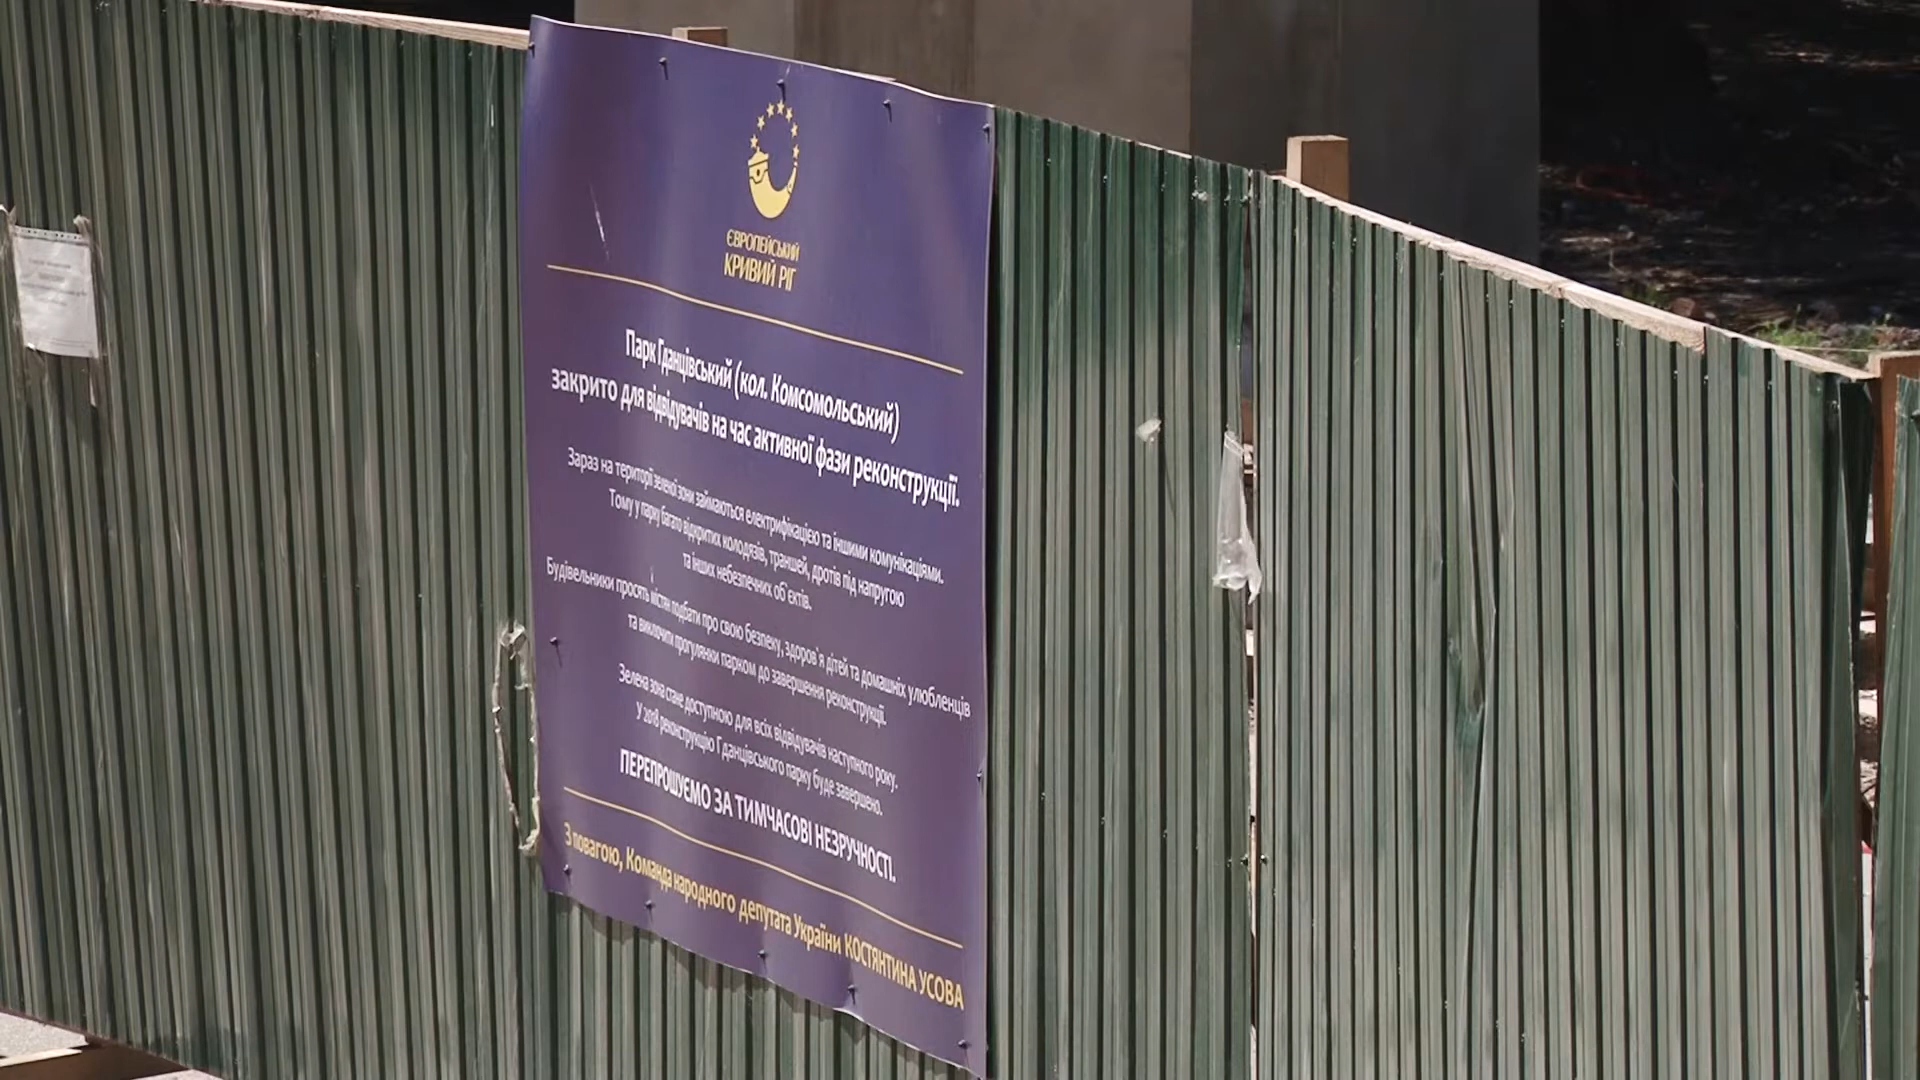 ЄВРОПЕЙСЬКИЙ
КРИВИЙ РІГ
Парк Гданцівський (кол. Комсомольський)
закрито для відвідувачів на час активної фази реконструкції.
Зараз на території зеленої зони займаються електрифікацією та іншими комунікаціями.
Тому у парку багато відкритих колодязів, траншей, дротів під напругою
та інших небезпечних об'єктів.
Будівельники просять містян подбати про свою безпеку, здоров'я дітей та домашніх улюбленців
та виключити прогулянки парком до завершення реконструкції.
Зелена зона стане доступною для всіх відвідувачів наступного року.
У 2018 реконструкцію Гданцівського парку буде завершено.
ПЕРЕПРОШУЄМО ЗА ТИМЧАСОВІ НЕЗРУЧНОСТІ.
З повагою, Команда народного депутата України КОСТЯНТИНА УСОВА